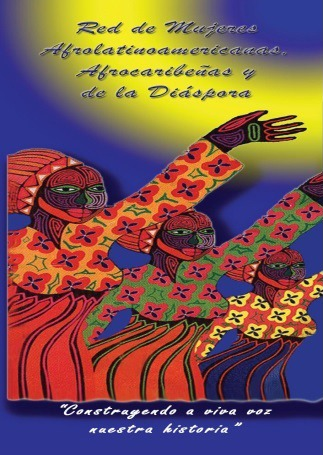 Red de Mujeres
Afrolatinoamericanas,
Afrocaribeñas y
de la Diáspora
“Construyendo a viva voz
nuestra historia”